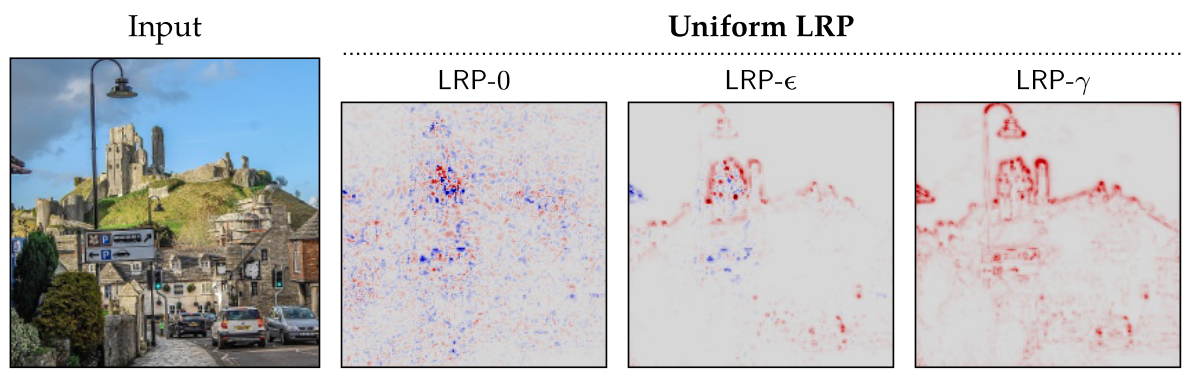 Input
Uniform LRP
LRP-0
LRP-ϵ
LRP-γ
P
P